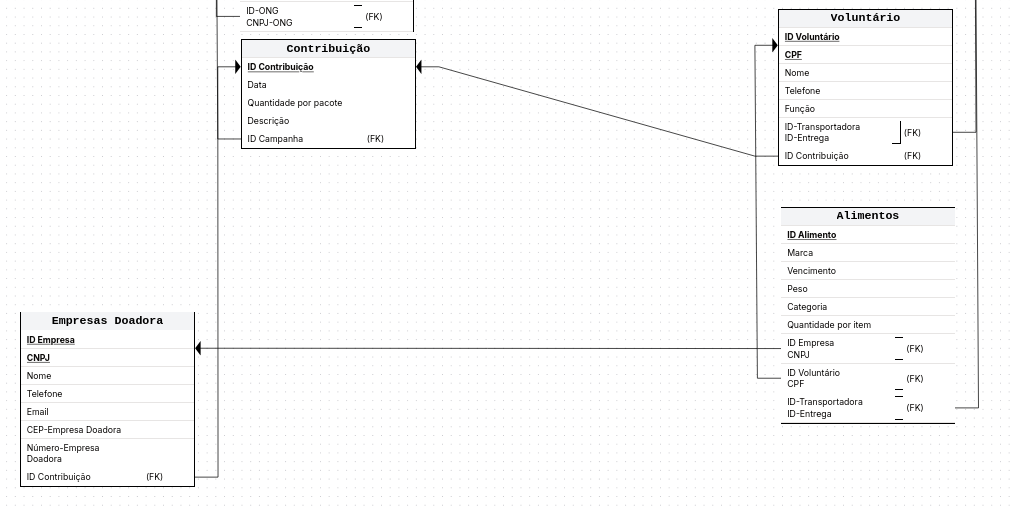 ID-ONG
CNPJ-ONG (FK)
Contribuição
ID Contribuição
Data
Quantidade por pacote
Descrição
ID Campanha (FK)
Voluntário
ID Voluntário
CPF
Nome
Telefone
Função
ID-Transportadora
ID-Entrega (FK)
ID Contribuição (FK)
Alimentos
ID Alimento
Marca
Vencimento
Peso
Categoria
Quantidade por item
ID Empresa
CNPJ (FK)
ID Voluntário
CPF (FK)
ID-Transportadora
ID-Entrega (FK)
Empresas Doadora
ID Empresa
CNPJ
Nome
Telefone
Email
CEP-Empresa Doadora
Número-Empresa
Doadora
ID Contribuição (FK)